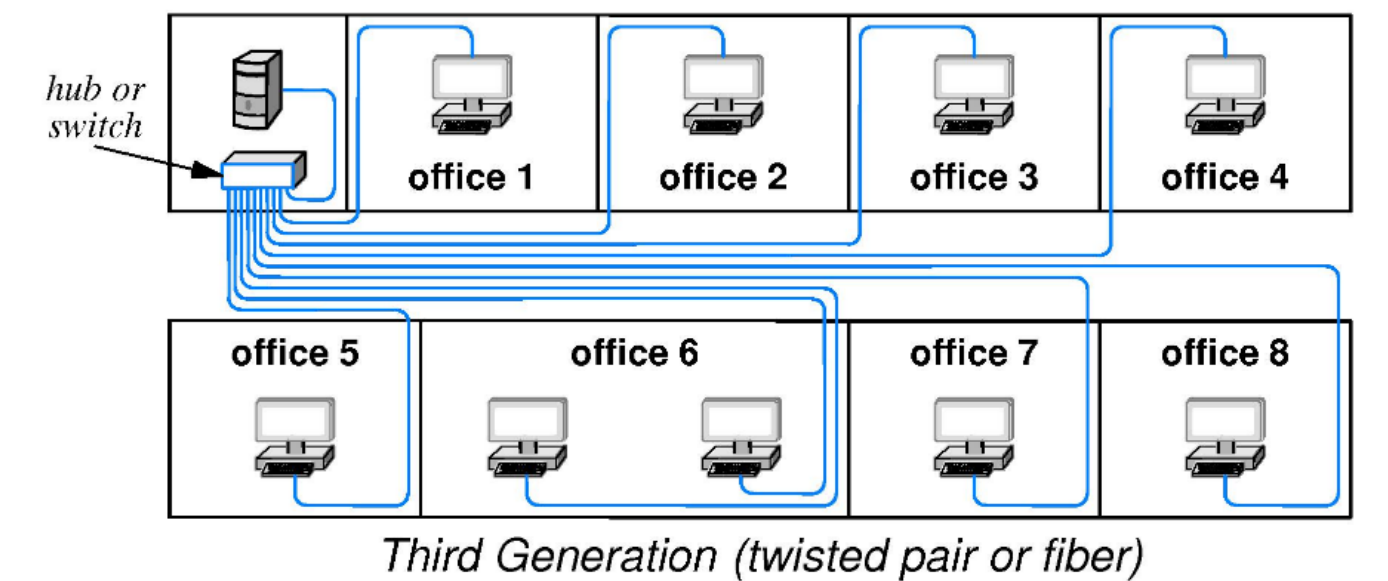 hub or
switch
office 1
office 2
office 3
office 4
office 5
office 6
office 7
office 8
Third Generation (twisted pair or fiber)